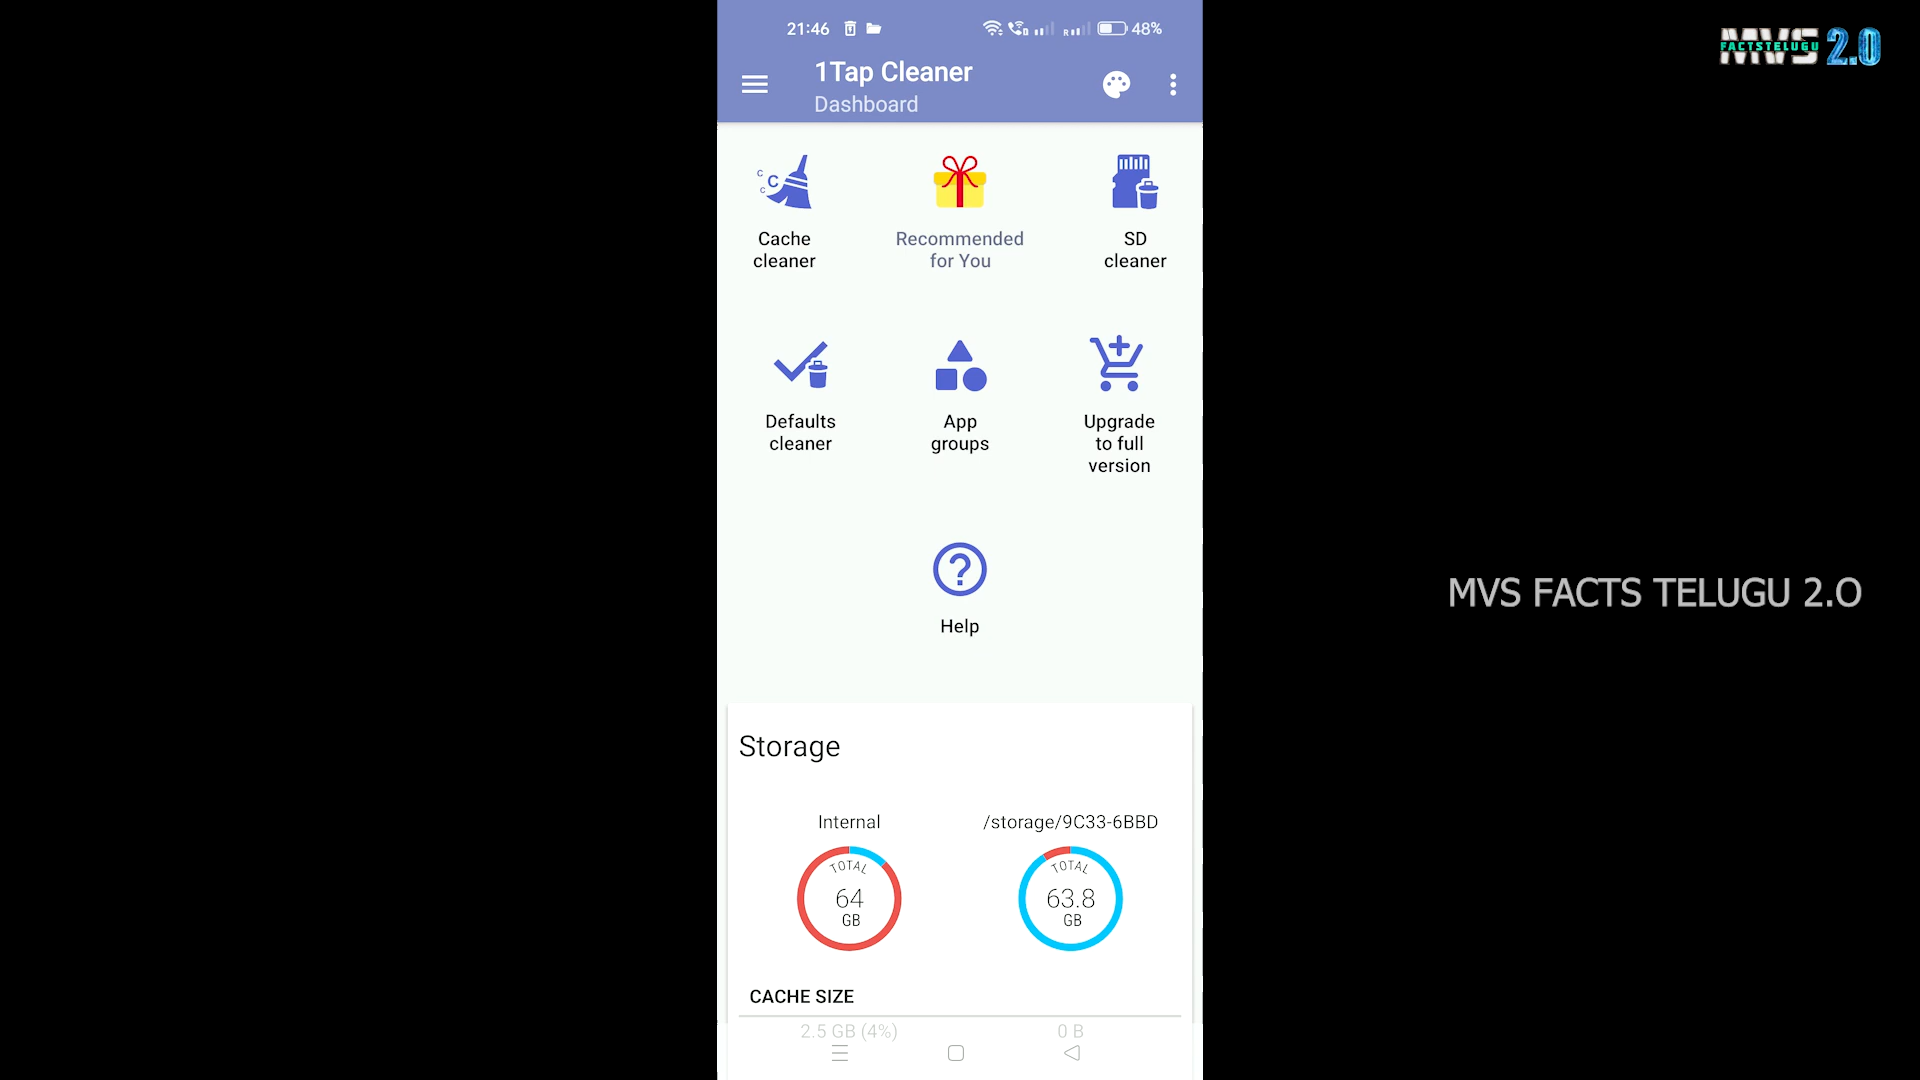 21:46
48%
MVS 2.0
FACTSTELUGU
1Tap Cleaner
Dashboard
C
C
C
Cache
cleaner
Recommended
for You
SD
cleaner
Defaults
cleaner
App
groups
Upgrade
to full
version
MVS FACTS TELUGU 2.O
Help
Storage
Internal
/storage/9C33-6BBD
TOTAL
64
GB
TOTAL
63.8
GB
CACHE SIZE
2.5 GB (4%)
0 B